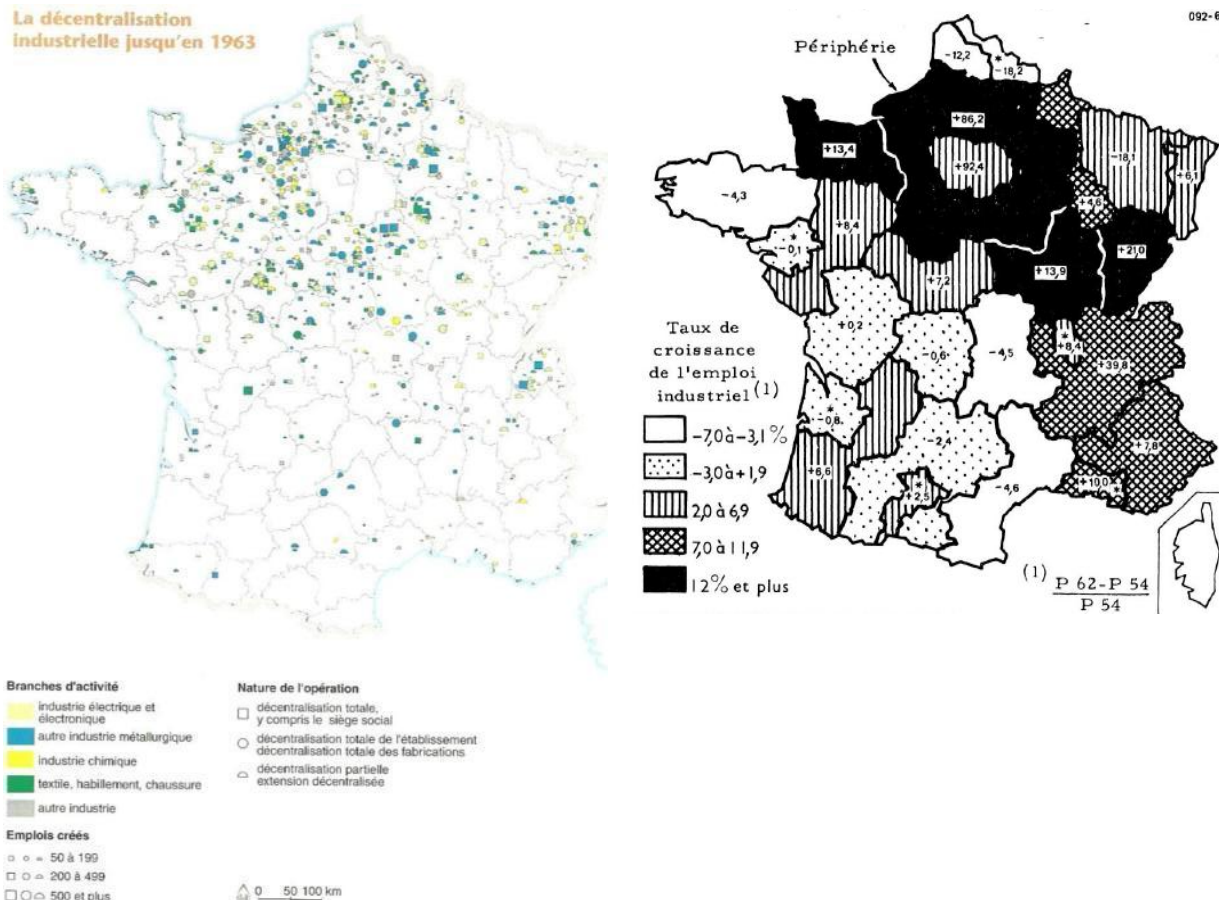 La décentralisation
industrielle jusqu'en 1963
Branches d'activité
industrie électrique et
électronique
autre industrie métallurgique
industrie chimique
textile, habillement, chaussure
autre industrie
Emplois créés
50 à 199
200 à 499
500 et plus
Nature de l'opération
décentralisation totale,
y compris le siège social
décentralisation totale de l'établissement
décentralisation totale des fabrications
décentralisation partielle
extension décentralisée
0 50 100 km
092-6
Périphérie
-12,2
*
-18,2
+86,2
+13,4
+92,4
-18,1
+6,1
-4,3
+4,6
+8,4
*
-0,1
+21,0
+13,9
+7,2
+0,2
*
+8,4
-0,6
-4,5
+39,8
*
-0,8
-2,4
+7,8
+6,6
*
+2,5
-4,6
+10,0
*
Taux de
croissance
de l'emploi
industriel (1)
-7,0 à -3,1%
-3,0 à +1,9
2,0 à 6,9
7,0 à 11,9
12% et plus
(1) P 62-P 54
P 54